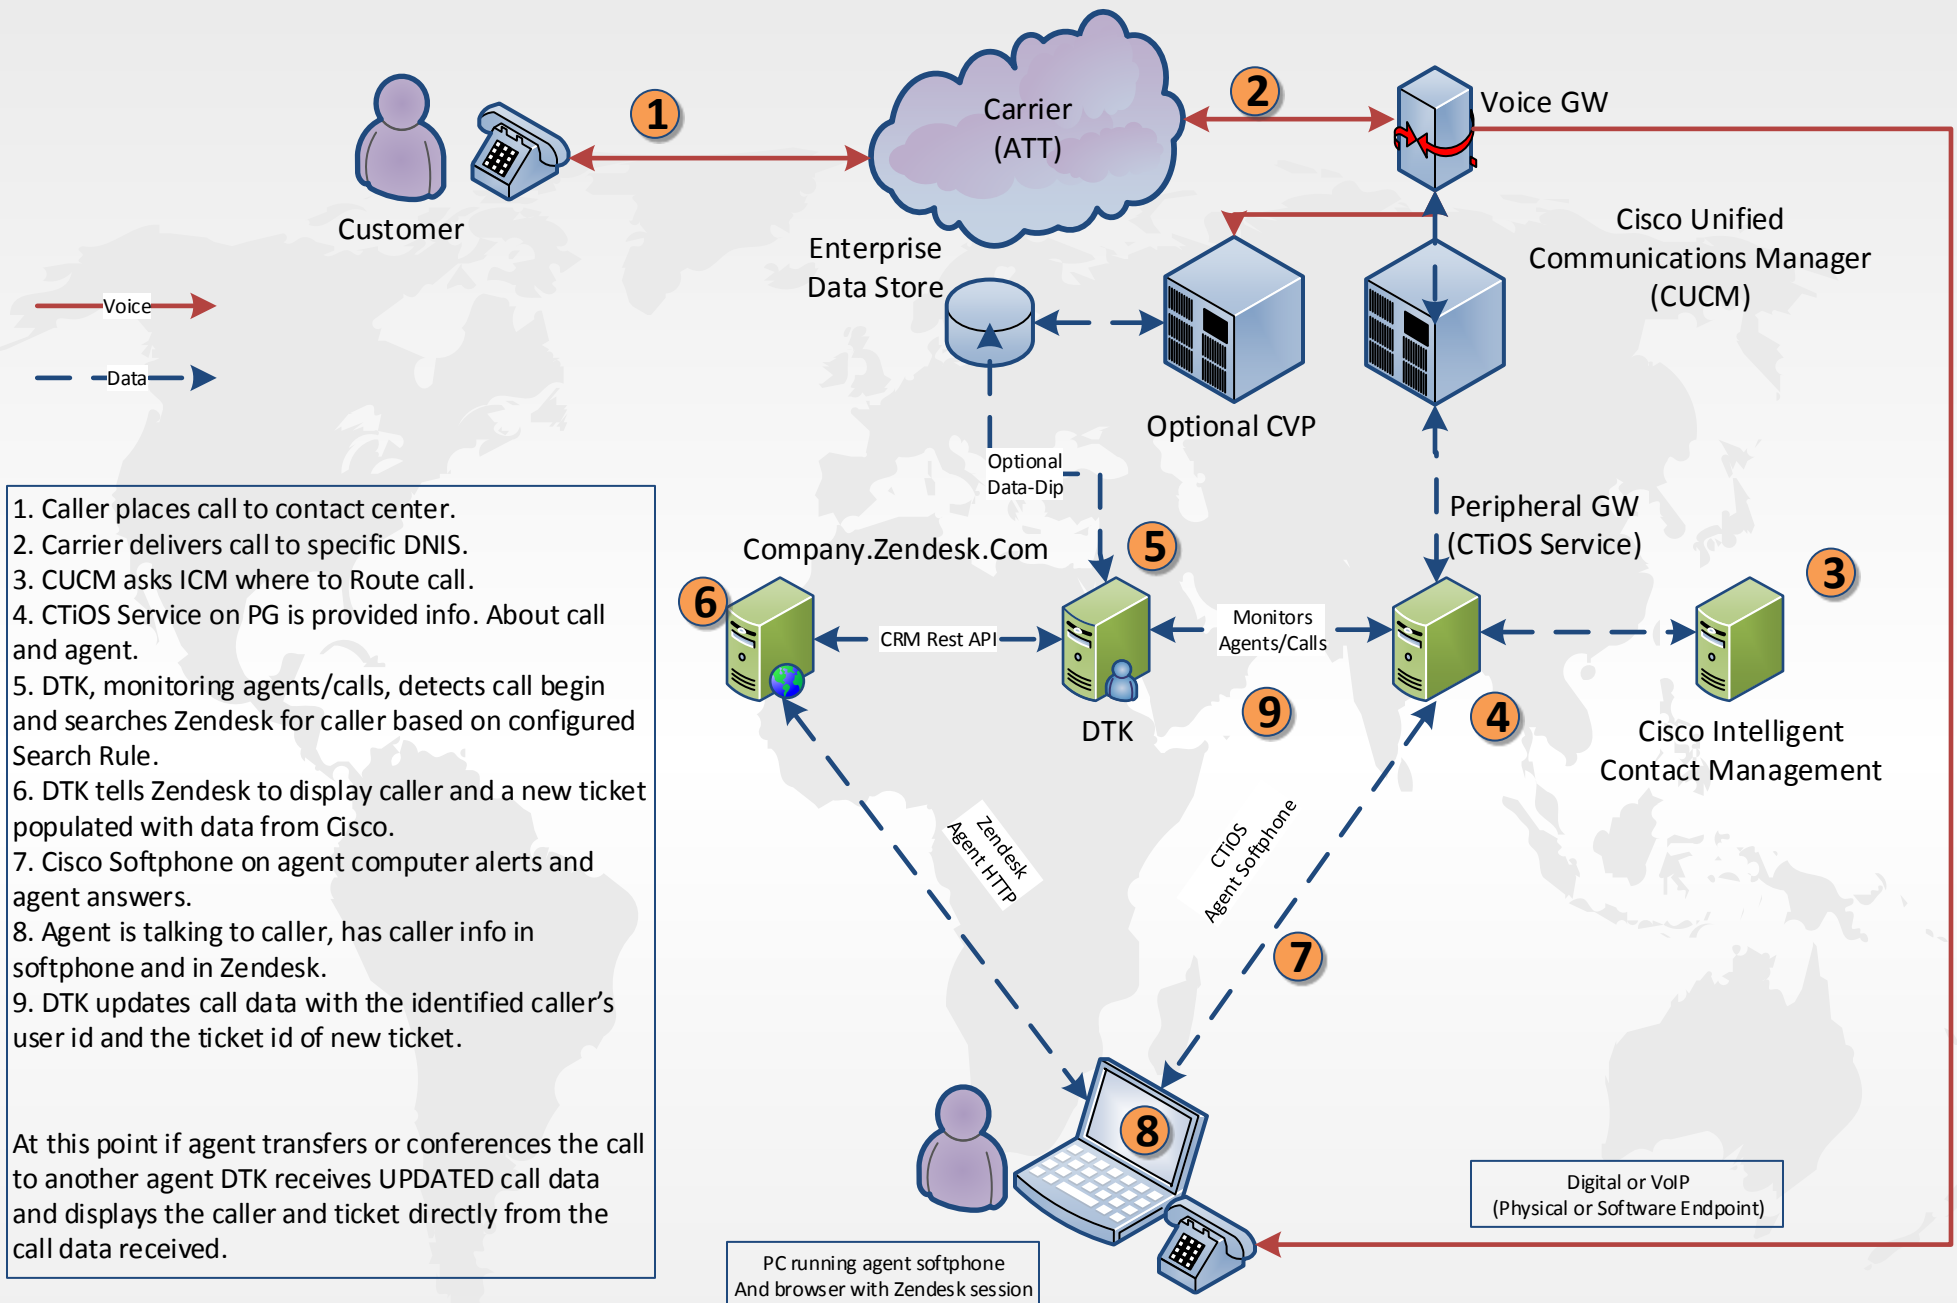 1
2
Carrier
(ATT)
Voice GW
Customer
Enterprise
Data Store
Cisco Unified
Communications Manager
(CUCM)
Voice
Data
Optional CVP
Optional
Data-Dip
Peripheral GW
(CTiOS Service)
Company.Zendesk.Com
5
3
6
CRM Rest API
Monitors
Agents/Calls
DTK
9
4
Cisco Intelligent
Contact Management
Zendesk
Agent HTTP
CTiOS
Agent Softphone
7
8
Digital or VoIP
(Physical or Software Endpoint)
PC running agent softphone
And browser with Zendesk session
1. Caller places call to contact center.
2. Carrier delivers call to specific DNIS.
3. CUCM asks ICM where to Route call.
4. CTiOS Service on PG is provided info. About call
and agent.
5. DTK, monitoring agents/calls, detects call begin
and searches Zendesk for caller based on configured
Search Rule.
6. DTK tells Zendesk to display caller and a new ticket
populated with data from Cisco.
7. Cisco Softphone on agent computer alerts and
agent answers.
8. Agent is talking to caller, has caller info in
softphone and in Zendesk.
9. DTK updates call data with the identified caller’s
user id and the ticket id of new ticket.
At this point if agent transfers or conferences the call
to another agent DTK receives UPDATED call data
and displays the caller and ticket directly from the
call data received.